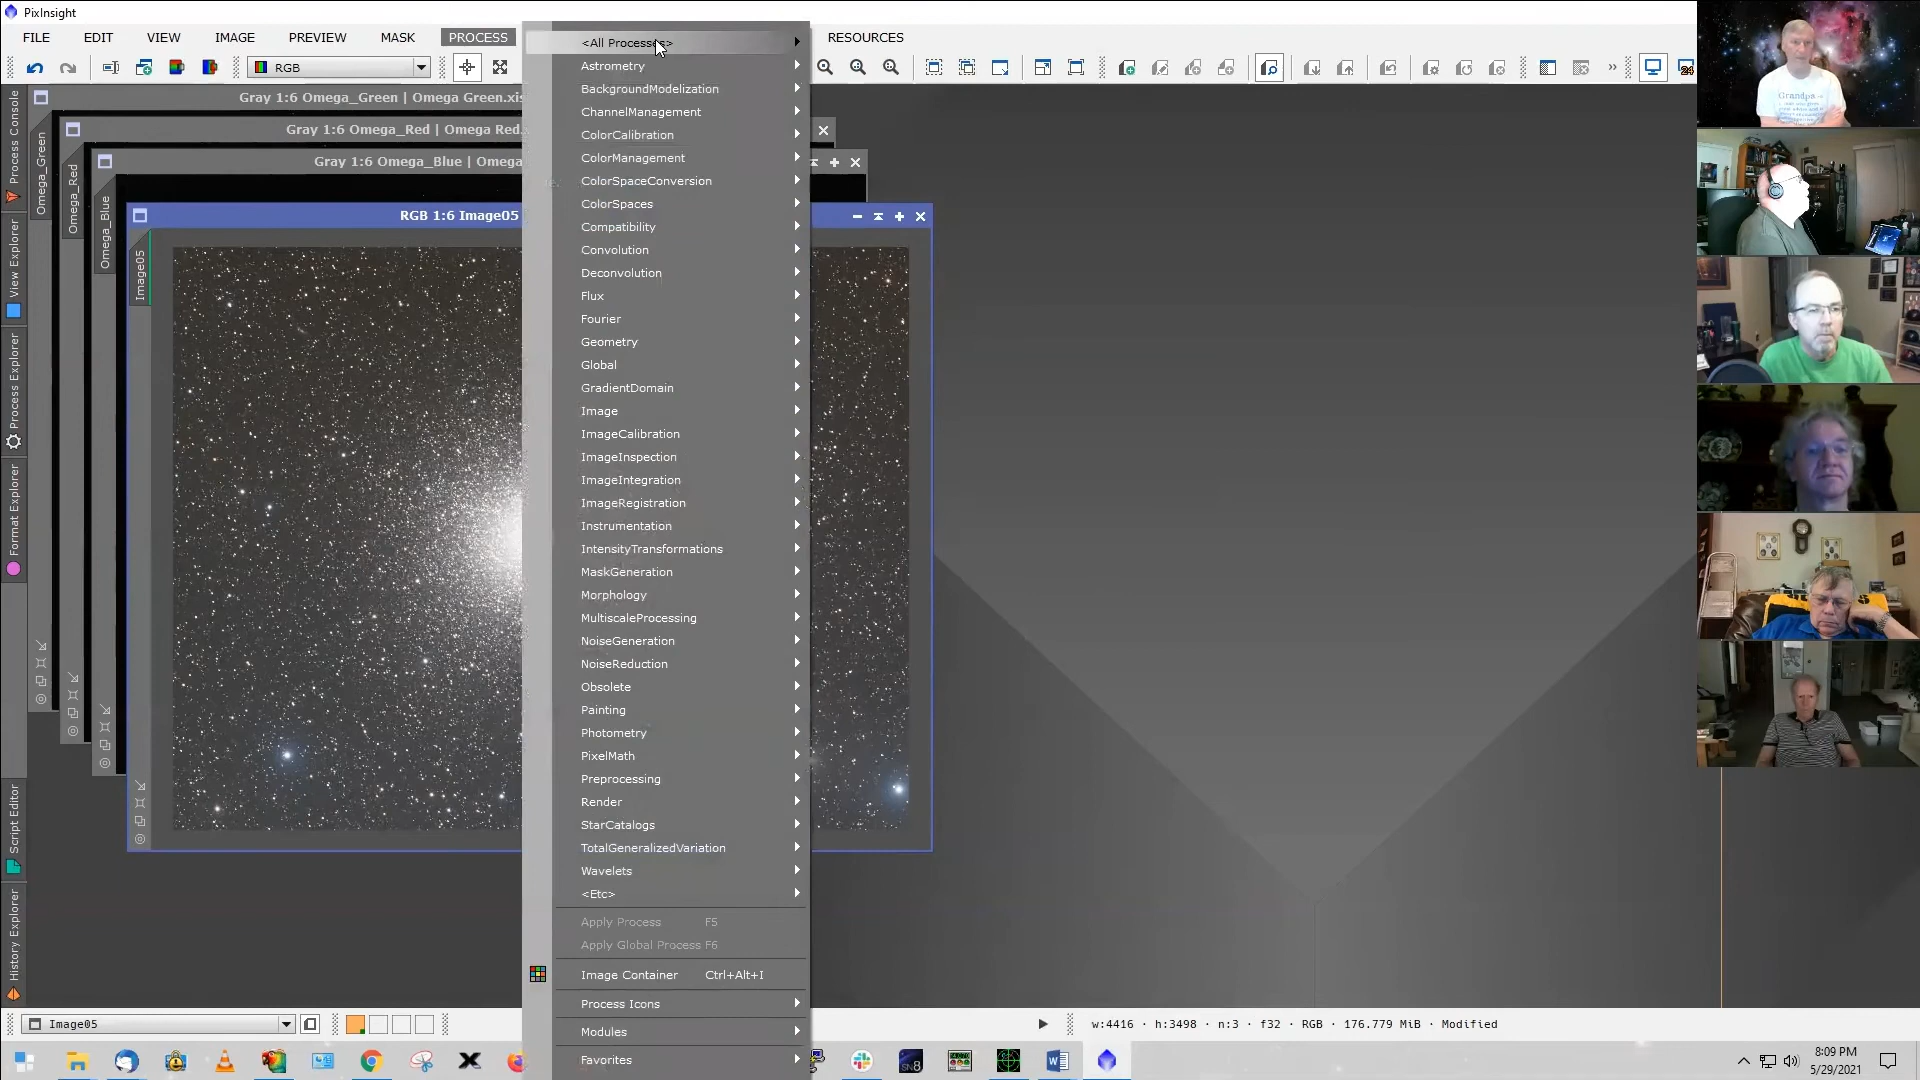 PixInsight
FILE EDIT VIEW IMAGE PREVIEW MASK PROCESS RESOURCES
RGB
24
Gray 1:6 Omega_Green | Omega Green.xis
Gray 1:6 Omega_Red | Omega Red.
Gray 1:6 Omega_Blue | Omega
RGB 1:6 Image05
Process Console
View Explorer
Process Explorer
Format Explorer
Script Editor
History Explorer
Omega_Green
Omega_Red
Omega_Blue
Image05
<All Processes>
Astrometry
BackgroundModelization
ChannelManagement
ColorCalibration
ColorManagement
ColorSpaceConversion
ColorSpaces
Compatibility
Convolution
Deconvolution
Flux
Fourier
Geometry
Global
GradientDomain
Image
ImageCalibration
ImageInspection
ImageIntegration
ImageRegistration
Instrumentation
IntensityTransformations
MaskGeneration
Morphology
MultiscaleProcessing
NoiseGeneration
NoiseReduction
Obsolete
Painting
Photometry
PixelMath
Preprocessing
Render
StarCatalogs
TotalGeneralizedVariation
Wavelets
<Etc>
Apply Process F5
Apply Global Process F6
Image Container Ctrl+Alt+I
Process Icons
Modules
Favorites
Grandpa
Image05
w:4416 · h:3498 · n:3 · f32 · RGB · 176.779 MiB · Modified
SN8
8:09 PM
5/29/2021